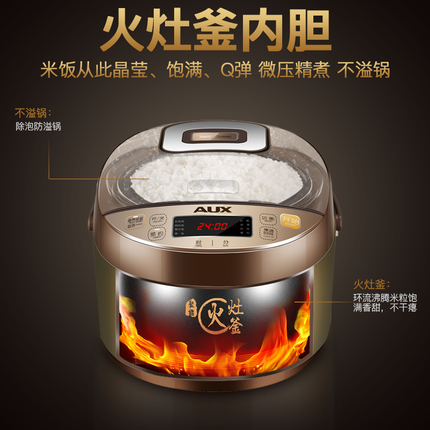 火灶釜内胆
米饭从此晶莹、饱满、Q弹 微压精煮 不溢锅
不溢锅:
除泡防溢锅
AUX
24:00
火灶釜:
环流沸腾米粒饱
满香甜，不干瘪
火
灶
釜